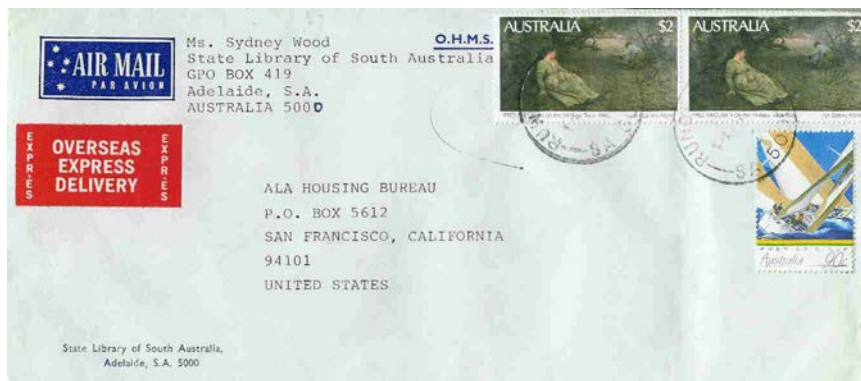 AIR MAIL
PAR AVION
Ms. Sydney Wood
State Library of South Australia
GPO BOX 419
Adelaide, S.A.
AUSTRALIA 5000
O.H.M.S.
AUSTRALIA $2
AUSTRALIA $2
EXPRÈS
OVERSEAS
EXPRESS
DELIVERY
EXPRÈS
ALA HOUSING BUREAU
P.O. BOX 5612
SAN FRANCISCO, CALIFORNIA
94101
UNITED STATES
Australia 90c
State Library of South Australia,
Adelaide, S.A. 5000